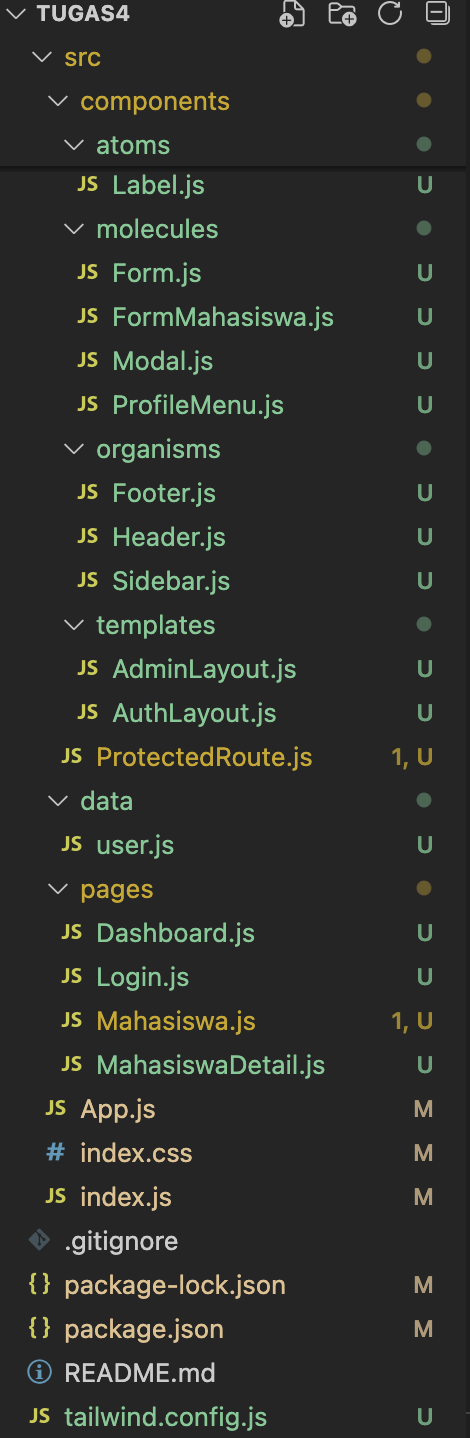 TUGAS4
src
components
atoms
JS Label.js U
molecules
JS Form.js U
JS FormMahasiswa.js U
JS Modal.js U
JS ProfileMenu.js U
organisms
JS Footer.js U
JS Header.js U
JS Sidebar.js U
templates
JS AdminLayout.js U
JS AuthLayout.js U
JS ProtectedRoute.js 1, U
data
JS user.js U
pages
JS Dashboard.js U
JS Login.js U
JS Mahasiswa.js 1, U
JS MahasiswaDetail.js U
JS App.js M
# index.css M
JS index.js M
.gitignore
{} package-lock.json M
{} package.json M
README.md
JS tailwind.config.js U